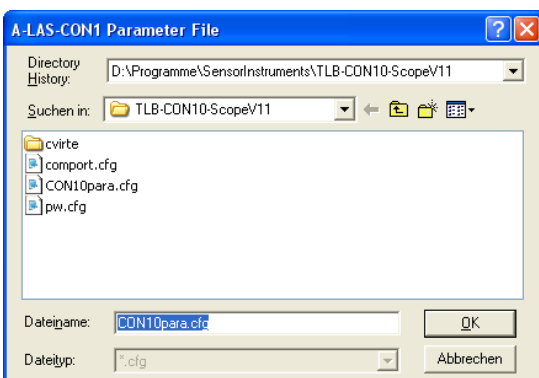 A-LAS-CON1 Parameter File
Directory
History:
D:\Programme\SensorInstruments\TLB-CON10-ScopeV11
Suchen in:
TLB-CON10-ScopeV11
cvirte
comport.cfg
CON10para.cfg
pw.cfg
Dateiname:
CON10para.cfg
OK
Dateityp:
*.cfg
Abbrechen